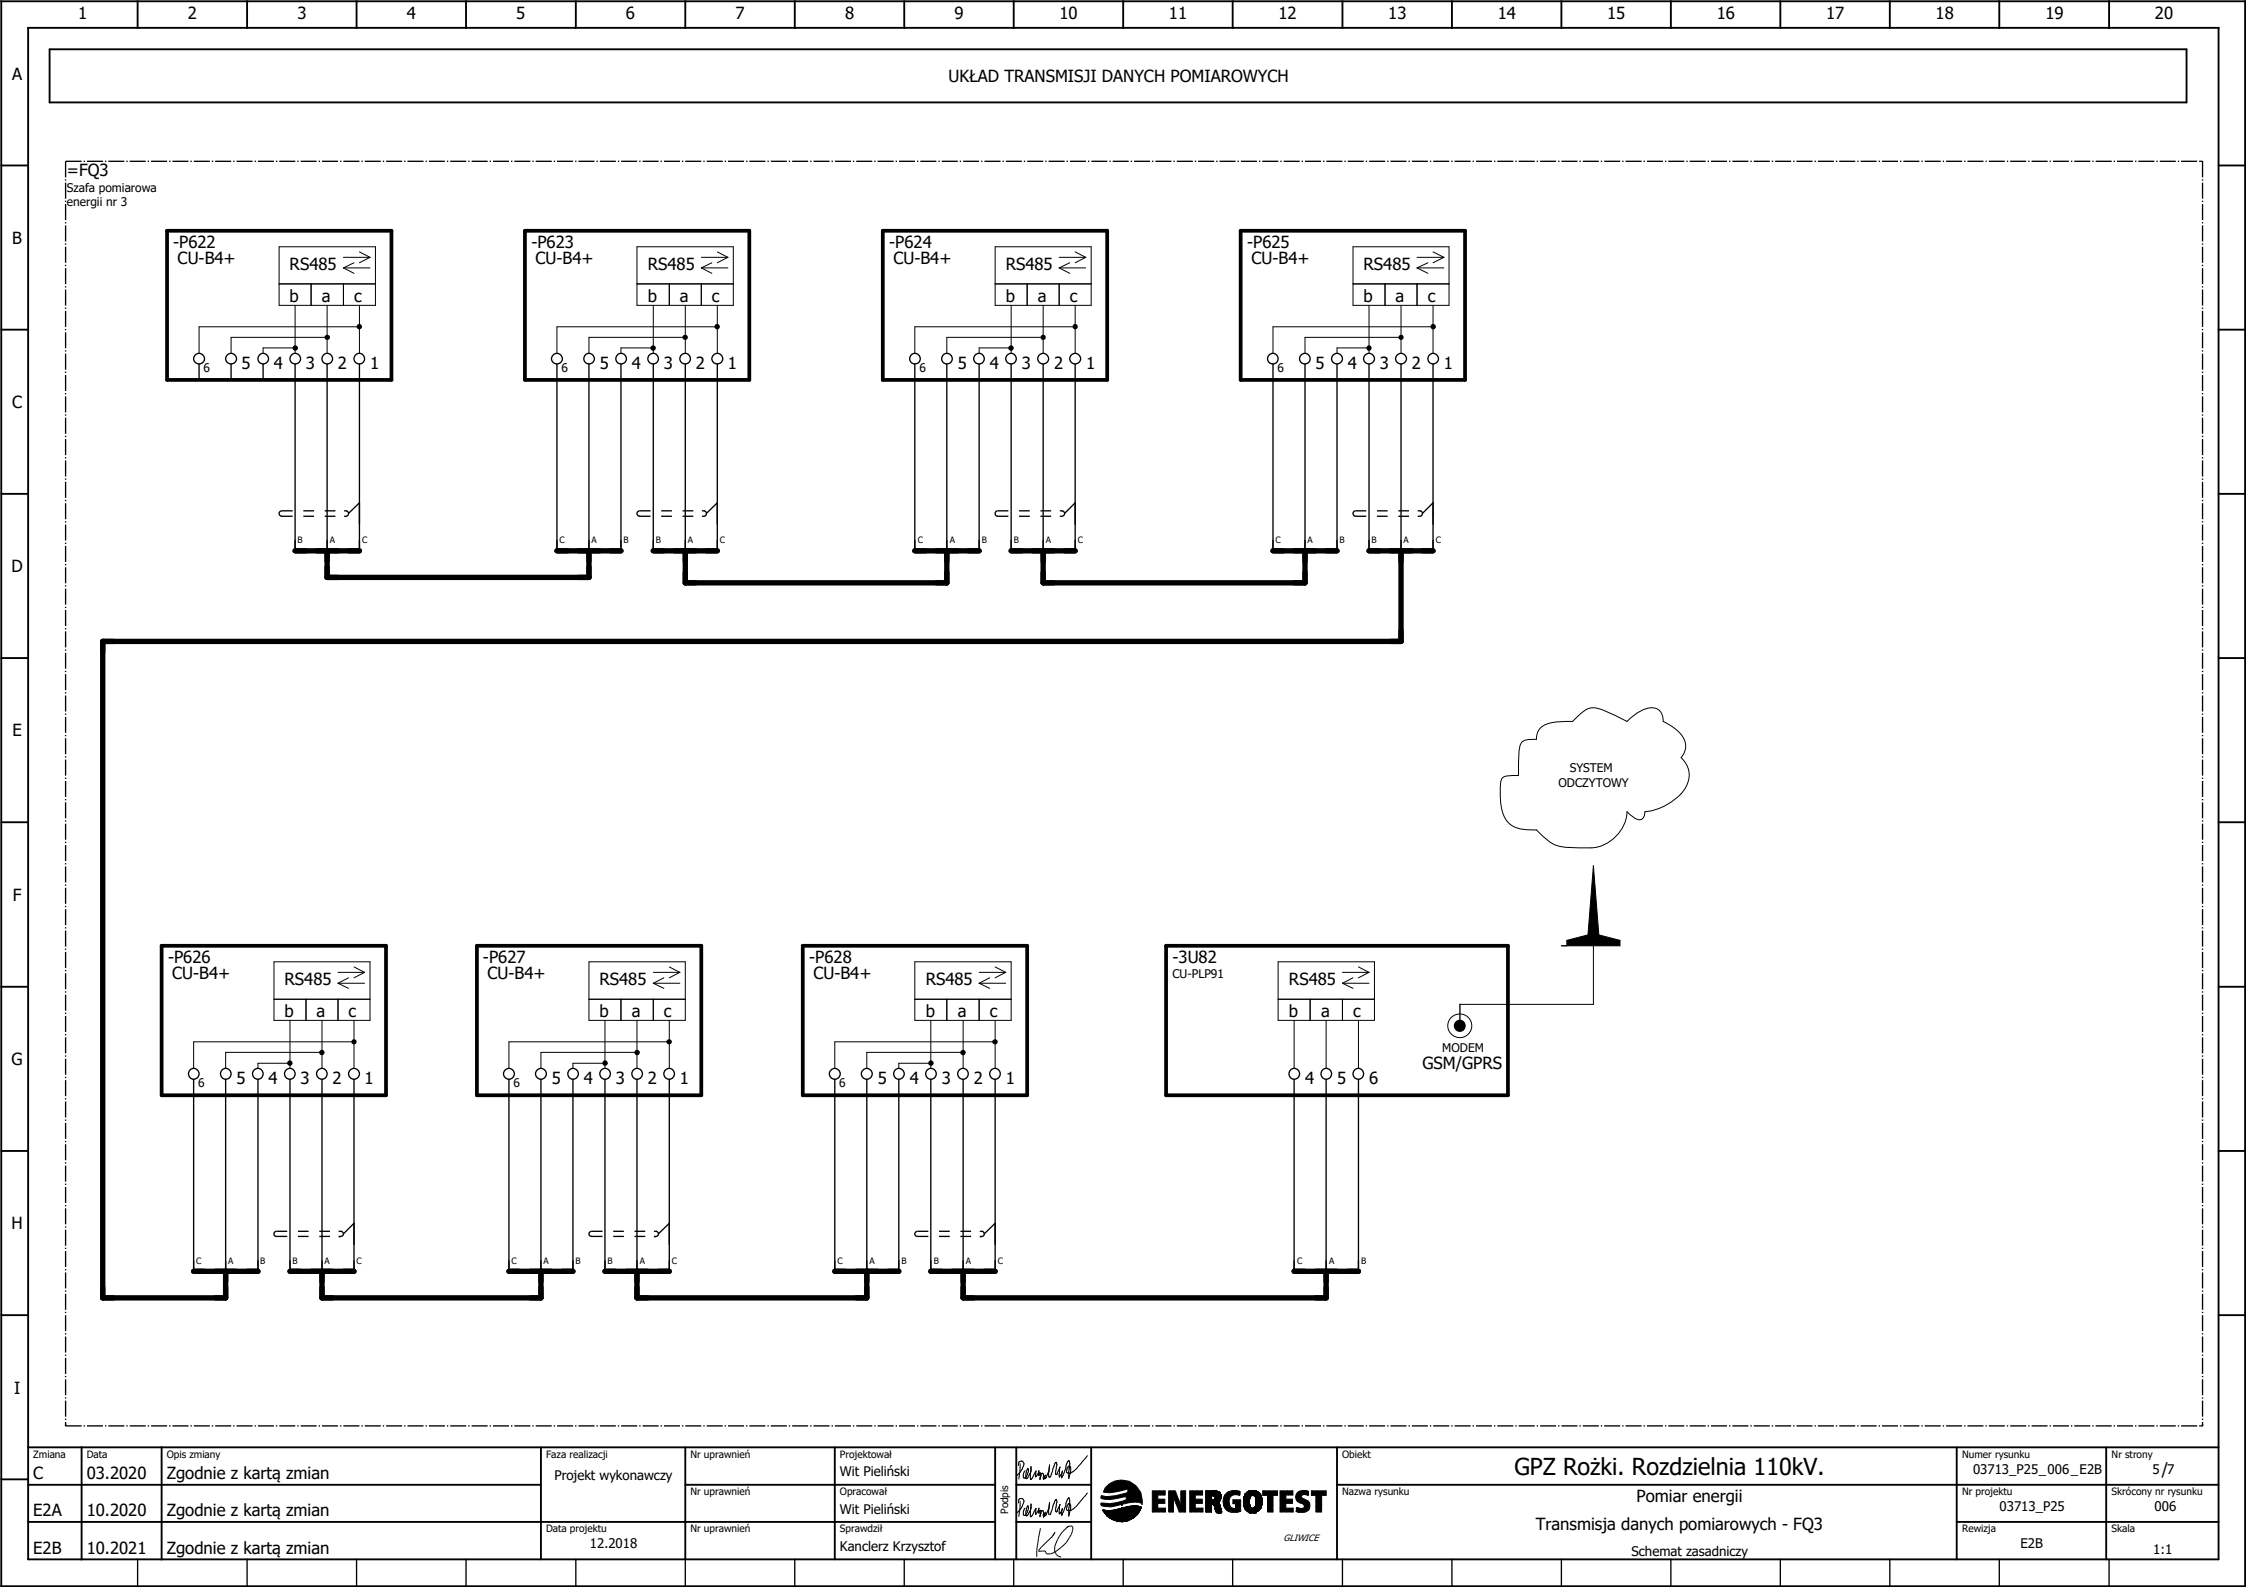 1 2 3 4 5 6 7 8 9 10 11 12 13 14 15 16 17 18 19 20
A
UKŁAD TRANSMISJI DANYCH POMIAROWYCH
=FQ3
Szafa pomiarowa
energii nr 3
B
-P622
CU-B4+
RS485
b a c
6 5 4 3 2 1
B A C
-P623
CU-B4+
RS485
b a c
6 5 4 3 2 1
C A B B A C
-P624
CU-B4+
RS485
b a c
6 5 4 3 2 1
C A B B A C
-P625
CU-B4+
RS485
b a c
6 5 4 3 2 1
C A B B A C
C
D
E
SYSTEM
ODCZYTOWY
F
-P626
CU-B4+
RS485
b a c
6 5 4 3 2 1
C A B B A C
-P627
CU-B4+
RS485
b a c
6 5 4 3 2 1
C A B B A C
-P628
CU-B4+
RS485
b a c
6 5 4 3 2 1
C A B B A C
-3U82
CU-PLP91
RS485
b a c
4 5 6
C A B
MODEM
GSM/GPRS
G
H
I
Zmiana Data Opis zmiany
C 03.2020 Zgodnie z kartą zmian
E2A 10.2020 Zgodnie z kartą zmian
E2B 10.2021 Zgodnie z kartą zmian
Faza realizacji
Projekt wykonawczy
Data projektu
12.2018
Nr uprawnień
Nr uprawnień
Nr uprawnień
Projektował
Wit Pieliński
Opracował
Wit Pieliński
Sprawdził
Kanclerz Krzysztof
Podpis
ENERGOTEST
GLIWICE
Obiekt
GPZ Rożki. Rozdzielnia 110kV.
Nazwa rysunku
Pomiar energii
Transmisja danych pomiarowych - FQ3
Schemat zasadniczy
Numer rysunku
03713_P25_006_E2B
Nr strony
5/7
Nr projektu
03713_P25
Skrócony nr rysunku
006
Rewizja
E2B
Skala
1:1